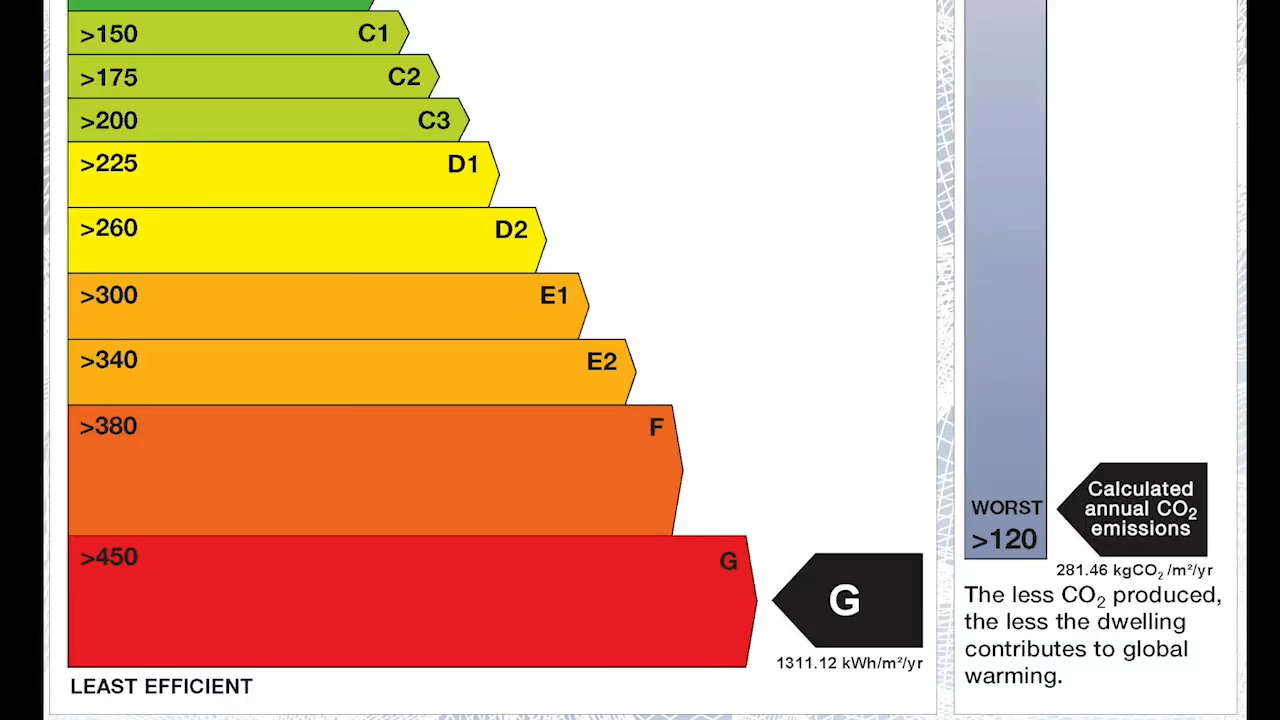 >150 C1
>175 C2
>200 C3
>225 D1
>260 D2
>300 E1
>340 E2
>380 F
>450 G
G
1311.12 kWh/m²/yr
LEAST EFFICIENT
WORST
>120
Calculated
annual CO₂
emissions
281.46 kgCO₂ /m²/yr
The less CO₂ produced,
the less the dwelling
contributes to global
warming.